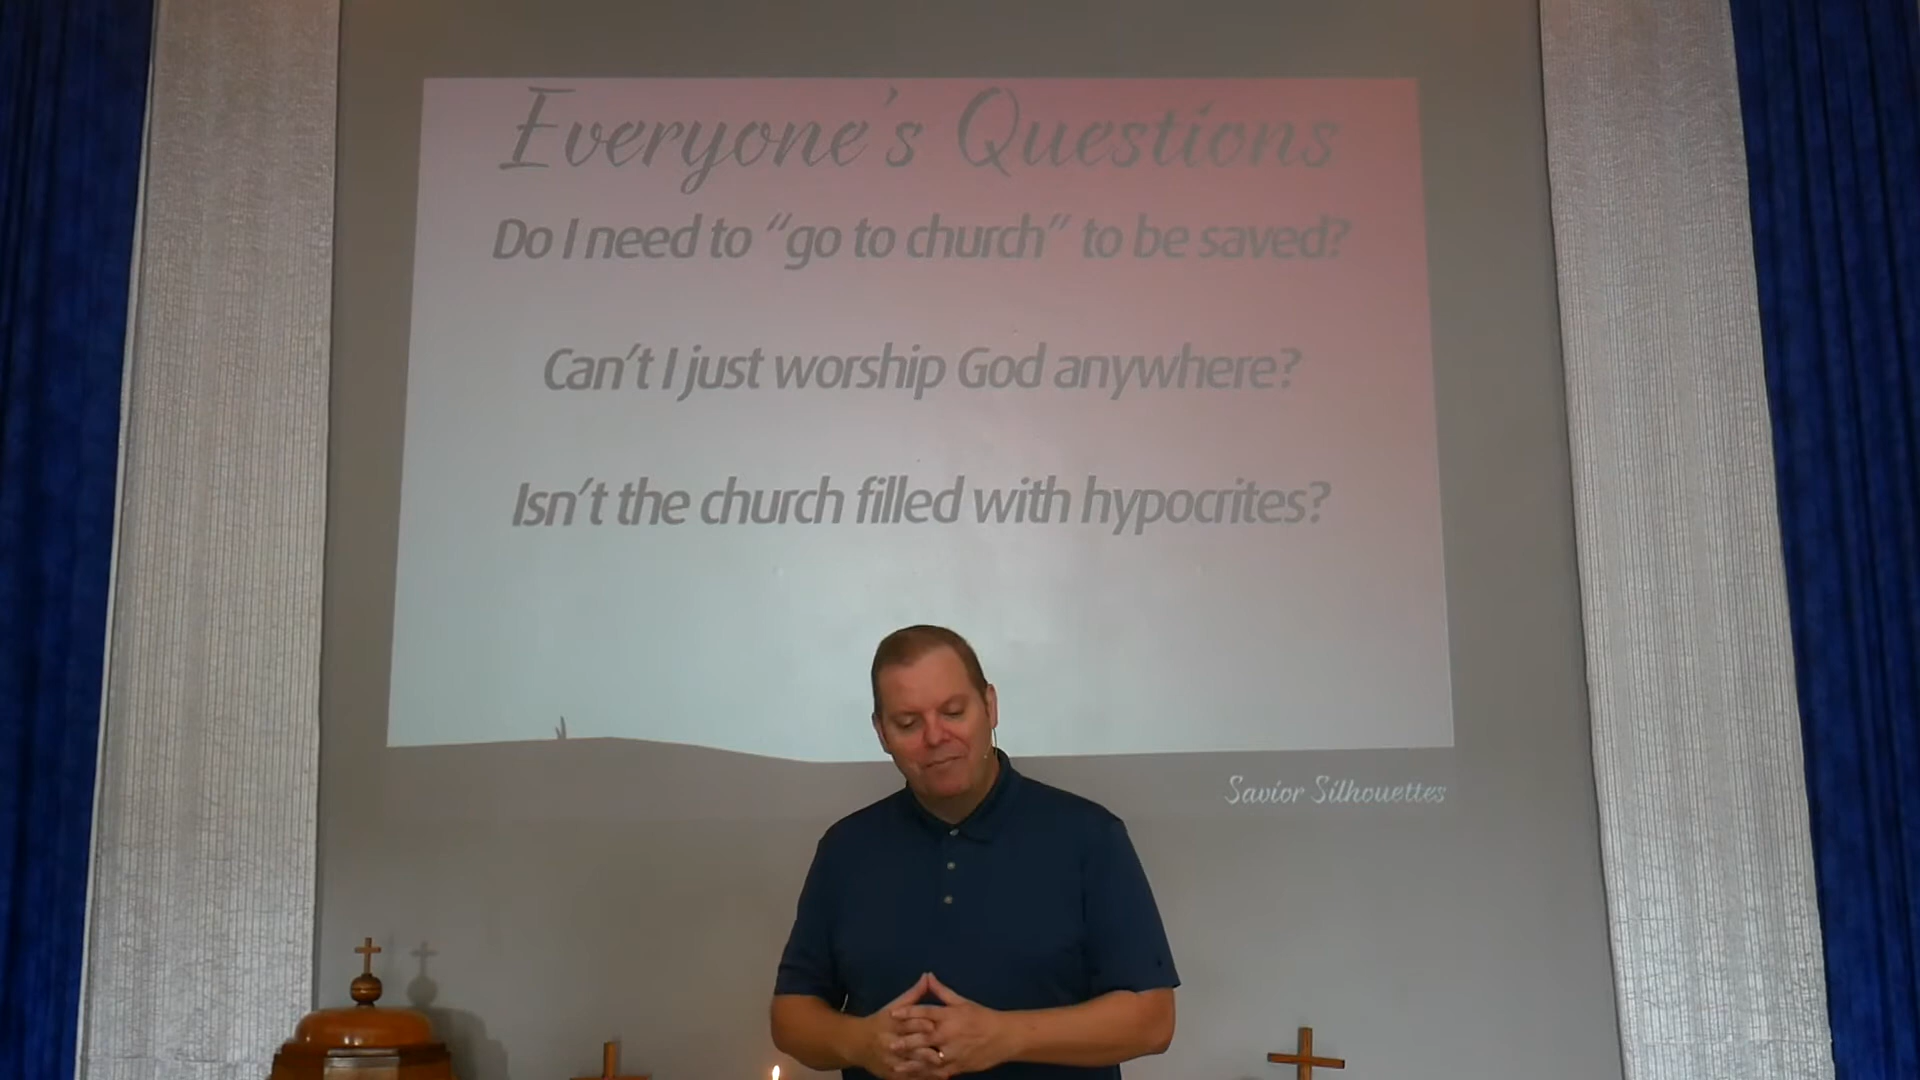 Everyone's Questions
Do I need to "go to church" to be saved?
Can't I just worship God anywhere?
Isn't the church filled with hypocrites?
Savior Silhouettes